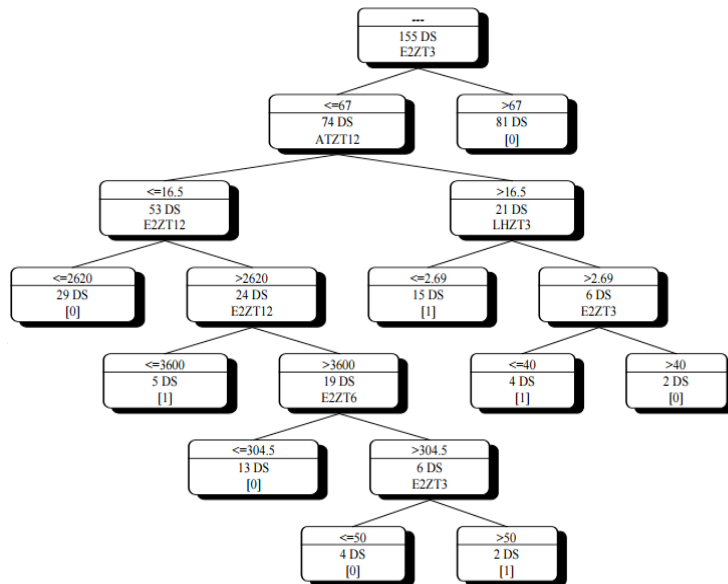 ---
155 DS
E2ZT3
<=67
74 DS
ATZT12
>67
81 DS
[0]
<=16.5
53 DS
E2ZT12
>16.5
21 DS
LHZT3
<=2620
29 DS
[0]
>2620
24 DS
E2ZT12
<=2.69
15 DS
[1]
>2.69
6 DS
E2ZT3
<=3600
5 DS
[1]
>3600
19 DS
E2ZT6
<=40
4 DS
[1]
>40
2 DS
[0]
<=304.5
13 DS
[0]
>304.5
6 DS
E2ZT3
<=50
4 DS
[0]
>50
2 DS
[1]